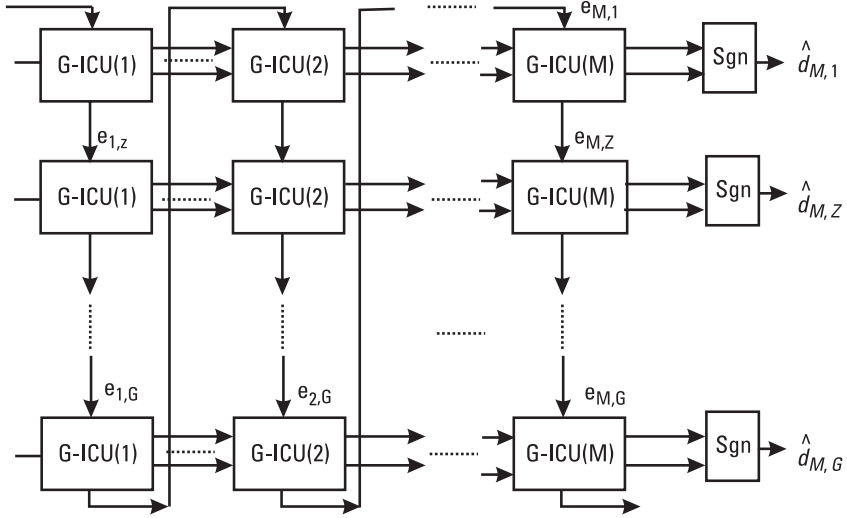 e_{M,1}
G-ICU(1) G-ICU(2) G-ICU(M) Sgn \hat{d}_{M,1}
e_{1,z} e_{M,Z}
G-ICU(1) G-ICU(2) G-ICU(M) Sgn \hat{d}_{M,Z}
e_{1,G} e_{2,G} e_{M,G}
G-ICU(1) G-ICU(2) G-ICU(M) Sgn \hat{d}_{M,G}